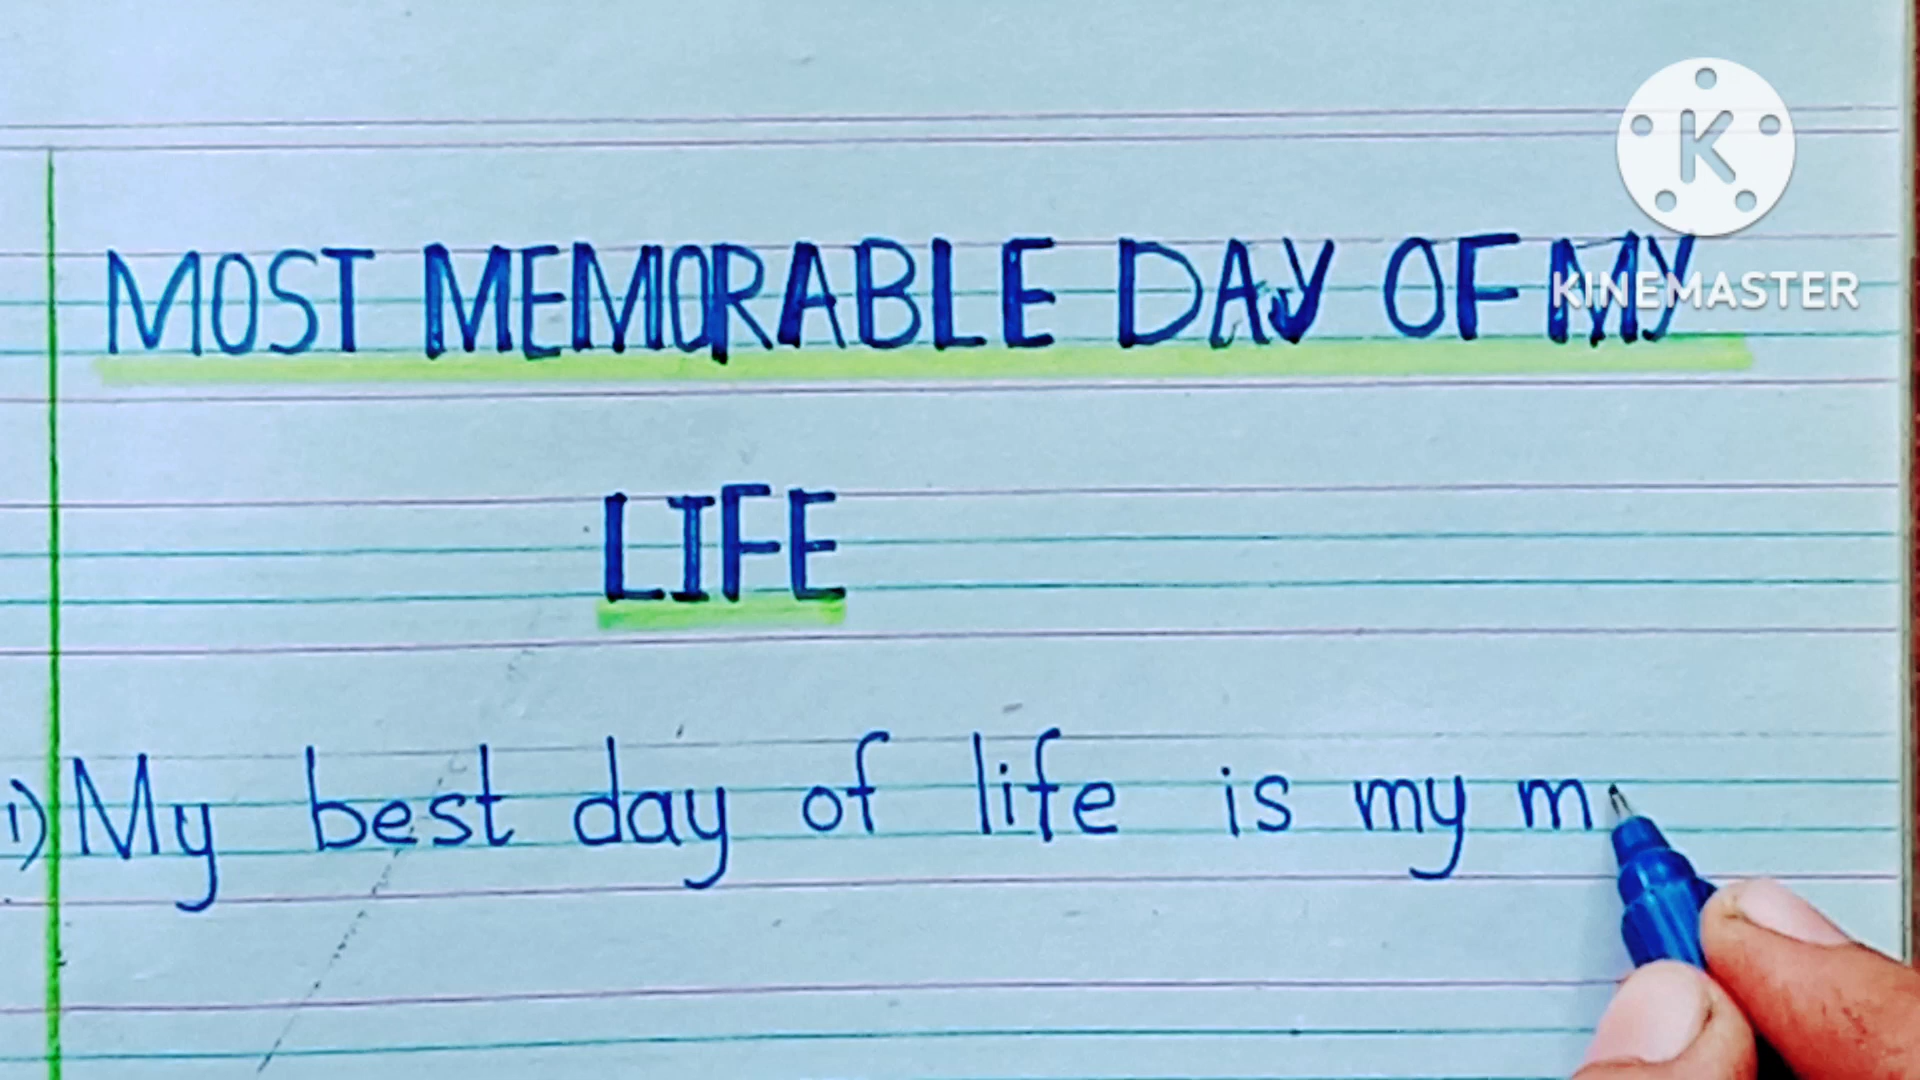 K
KINEMASTER
MOST MEMORABLE DAY OF MY
LIFE
1) My best day of life is my m